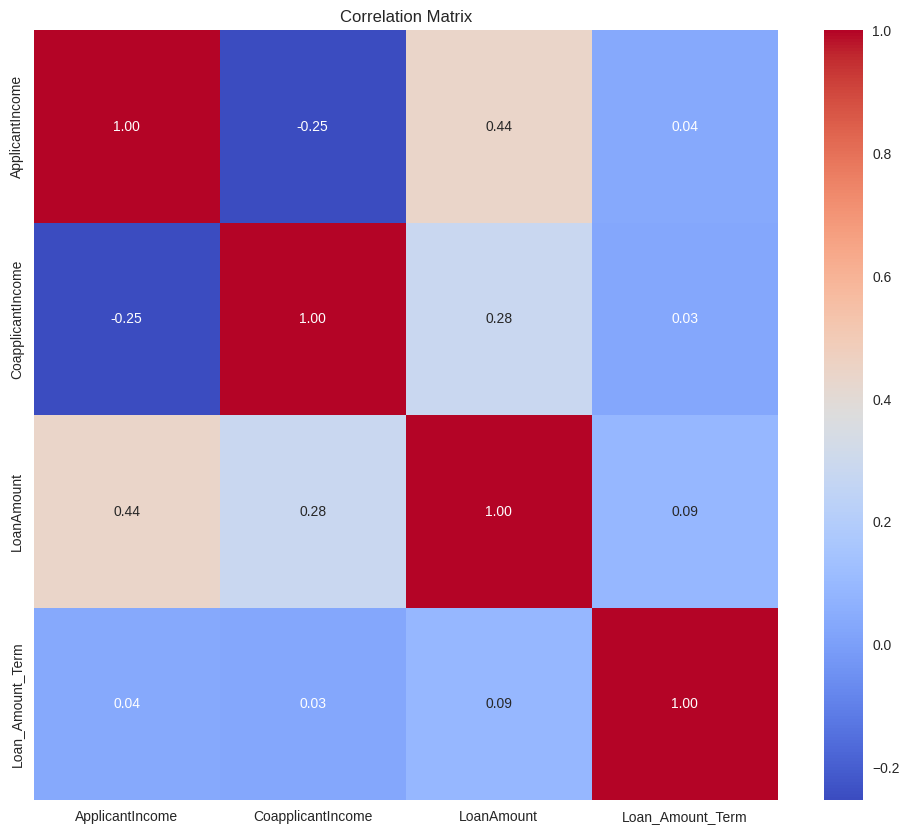 Correlation Matrix
ApplicantIncome
1.00
-0.25
0.44
0.04
CoapplicantIncome
-0.25
1.00
0.28
0.03
LoanAmount
0.44
0.28
1.00
0.09
Loan_Amount_Term
0.04
0.03
0.09
1.00
ApplicantIncome
CoapplicantIncome
LoanAmount
Loan_Amount_Term
1.0
0.8
0.6
0.4
0.2
0.0
−0.2